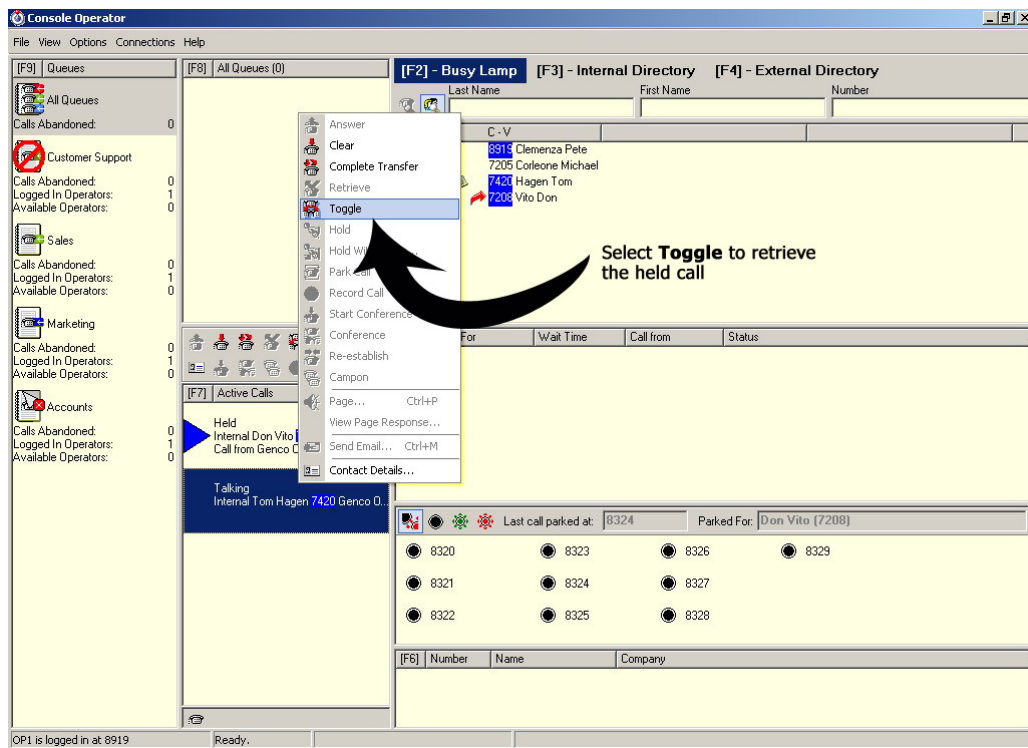 Console Operator
File View Options Connections Help
[F9] Queues
All Queues
Calls Abandoned: 0
Customer Support
Calls Abandoned: 0
Logged In Operators: 1
Available Operators: 0
Sales
Calls Abandoned: 0
Logged In Operators: 1
Available Operators: 0
Marketing
Calls Abandoned: 0
Logged In Operators: 1
Available Operators: 0
Accounts
Calls Abandoned: 0
Logged In Operators: 1
Available Operators: 0
[F8] All Queues (0)
[F7] Active Calls
Held
Internal Don Vito
Call from Genco
Talking
Internal Tom Hagen 7420 Genco O...
Answer
Clear
Complete Transfer
Retrieve
Toggle
Hold
Hold
Park Call
Record Call
Start Conference
Conference
Re-establish
Campon
Page... Ctrl+P
View Page Response...
Send Email... Ctrl+M
Contact Details...
[F2] - Busy Lamp [F3] - Internal Directory [F4] - External Directory
Last Name First Name Number
C - V
8919 Clemenza Pete
7205 Corleone Michael
7420 Hagen Tom
7208 Vito Don
Select Toggle to retrieve
the held call
For Wait Time Call from Status
Last call parked at: 8324 Parked For: Don Vito (7208)
8320 8323 8326 8329
8321 8324 8327
8322 8325 8328
[F6] Number Name Company
OP1 is logged in at 8919 Ready.